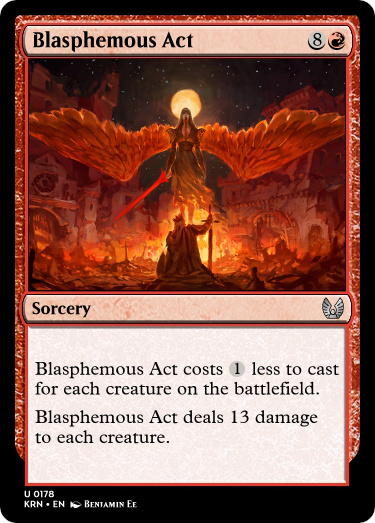 Blasphemous Act 8
Sorcery
Blasphemous Act costs 1 less to cast
for each creature on the battlefield.
Blasphemous Act deals 13 damage
to each creature.
U 0178
KRN • EN Benjamin Ee